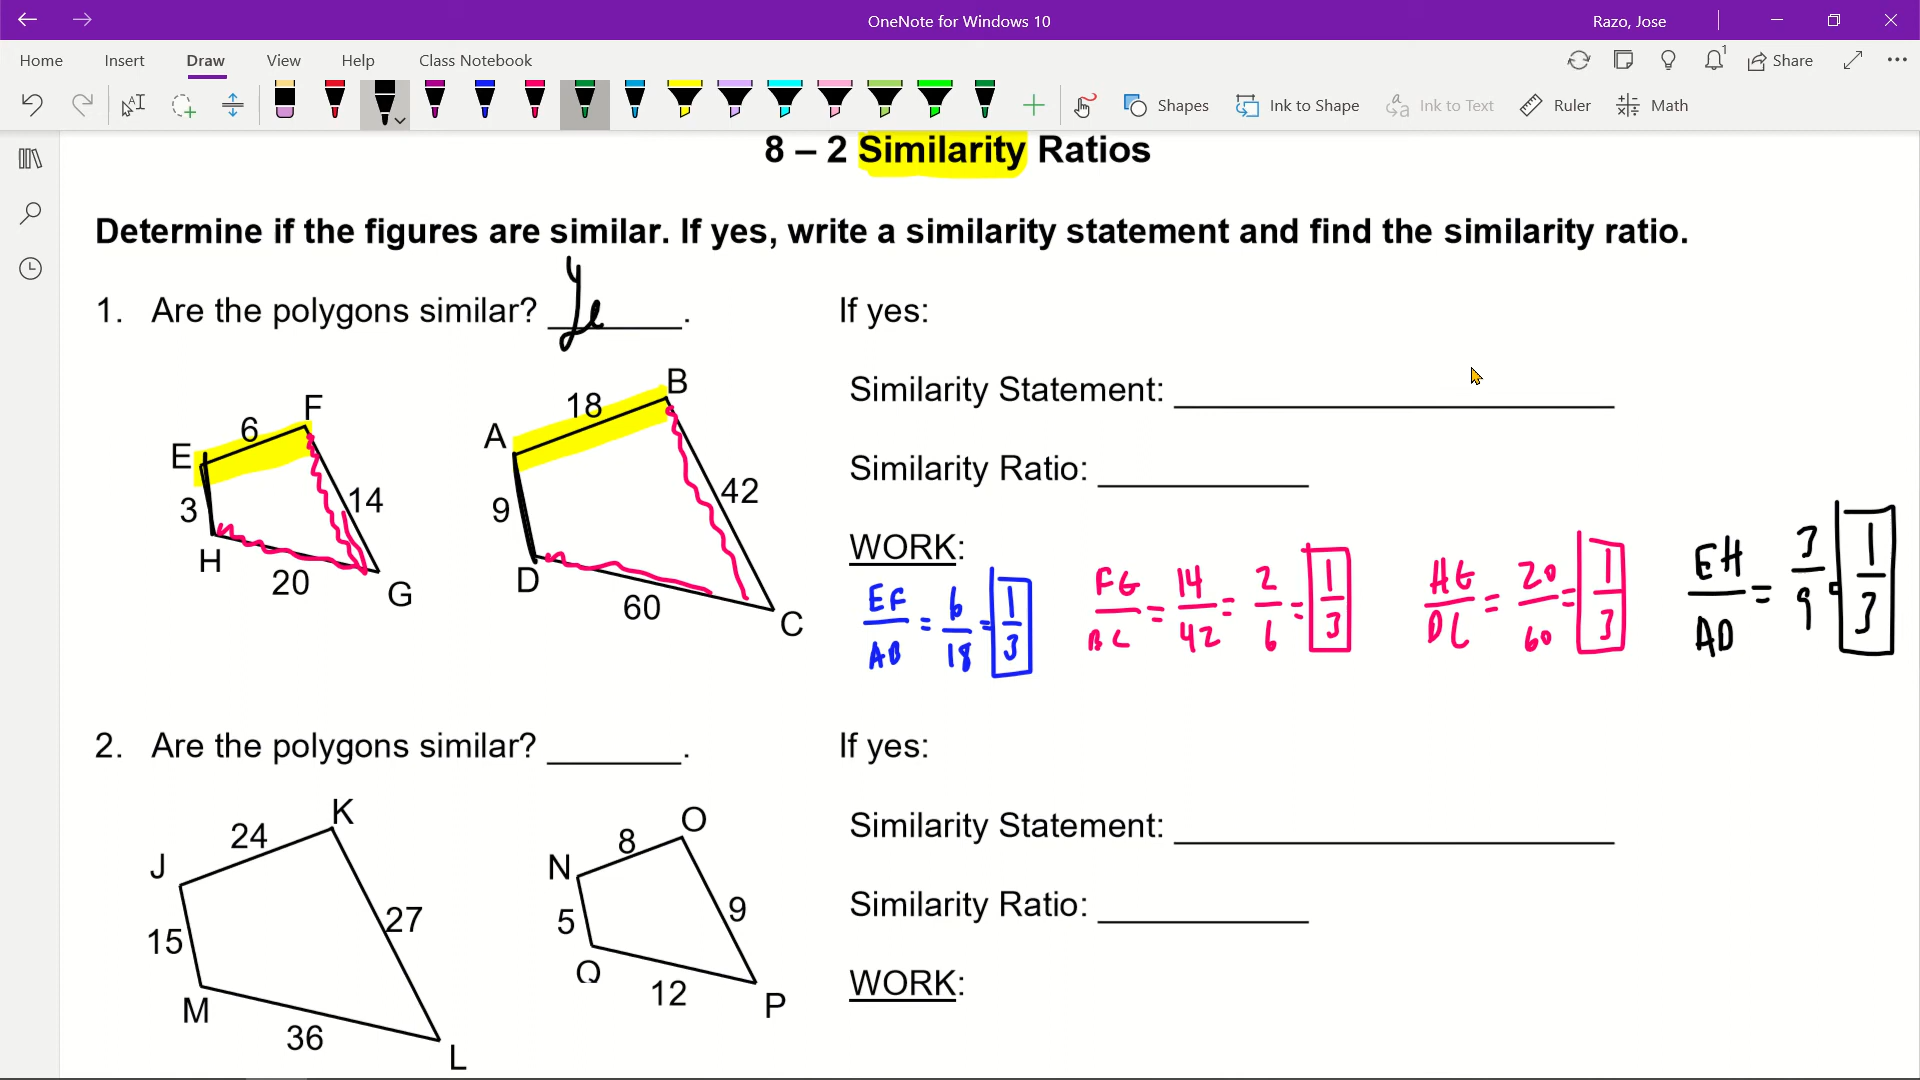 OneNote for Windows 10
Razo, Jose
Home Insert Draw View Help Class Notebook
1 Share
Shapes Ink to Shape Ink to Text Ruler Math
8 – 2 Similarity Ratios
Determine if the figures are similar. If yes, write a similarity statement and find the similarity ratio.
1. Are the polygons similar? Ye.
If yes:
E 6 F 14 G 20 H 3
A 18 B 42 C 60 D 9
Similarity Statement:
Similarity Ratio:
WORK:
EF/AB = 6/18 = 1/3
FG/BC = 14/42 = 2/6 = 1/3
HG/DC = 20/60 = 1/3
EH/AD = 3/9 = 1/3
2. Are the polygons similar? .
If yes:
J 24 K 27 L 36 M 15
N 8 O 9 P 12 Q 5
Similarity Statement:
Similarity Ratio:
WORK: